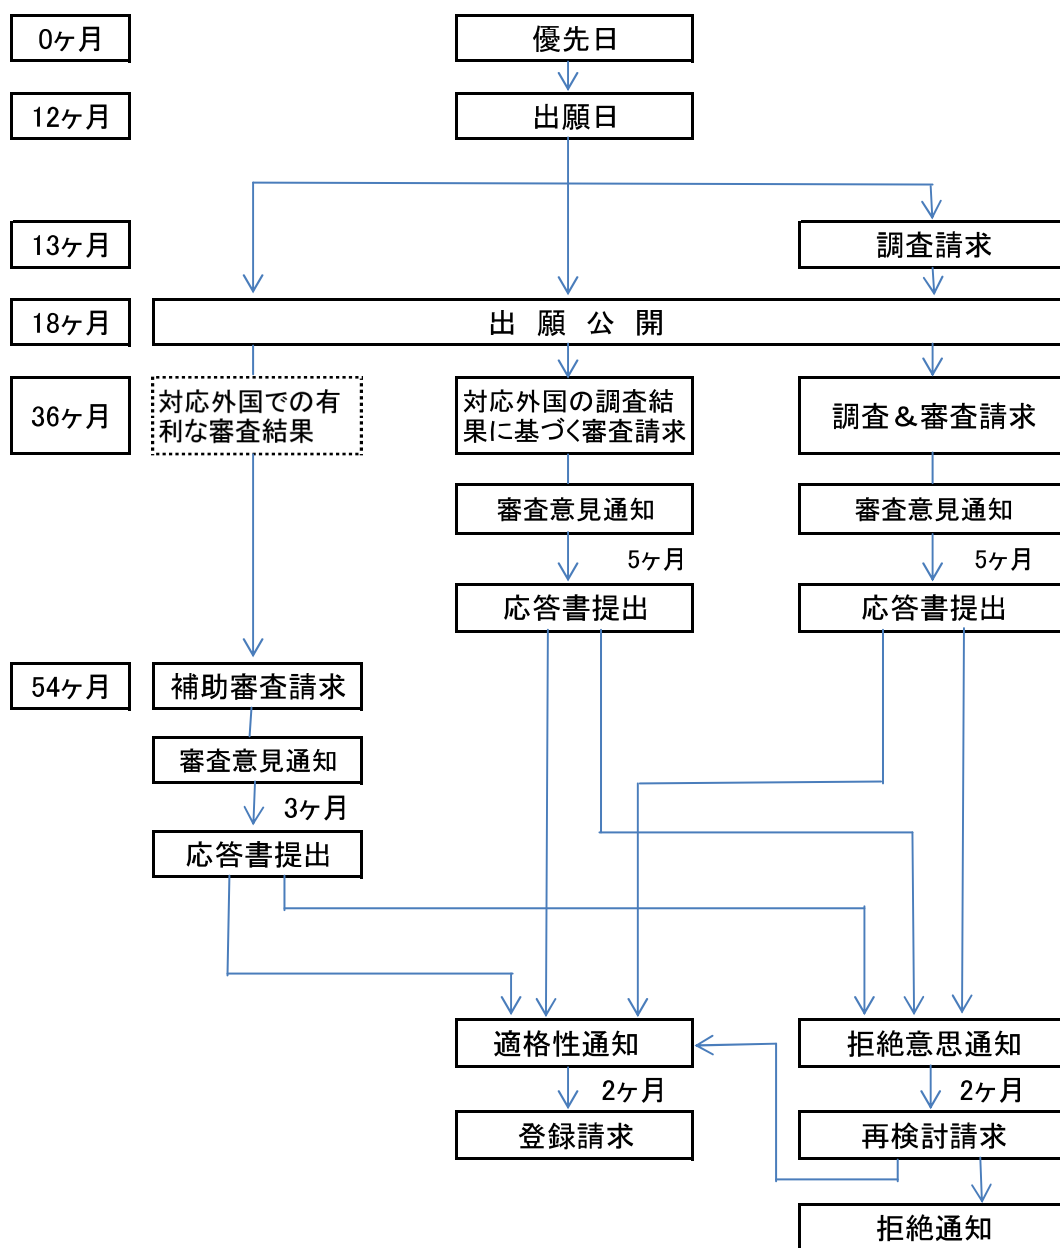 0ヶ月
優先日
12ヶ月
出願日
13ヶ月
調査請求
18ヶ月
出願公開
36ヶ月
対応外国での有
利な審査結果
対応外国の調査結
果に基づく審査請求
調査&審査請求
審査意見通知
審査意見通知
5ヶ月
5ヶ月
応答書提出
応答書提出
54ヶ月
補助審査請求
審査意見通知
3ヶ月
応答書提出
適格性通知
拒絶意思通知
2ヶ月
2ヶ月
登録請求
再検討請求
拒絶通知